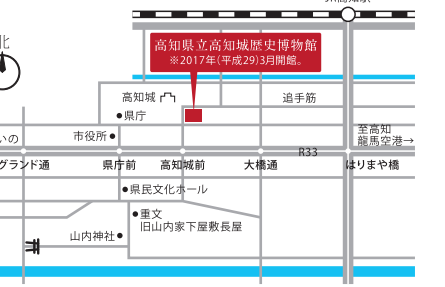 北
高知県立高知城歴史博物館
※2017年(平成29)3月開館。
高知城
追手筋
県庁
市役所
至高知
龍馬空港→
いの
R33
グランド通
県庁前
高知城前
大橋通
はりまや橋
県民文化ホール
重文
旧山内家下屋敷長屋
山内神社